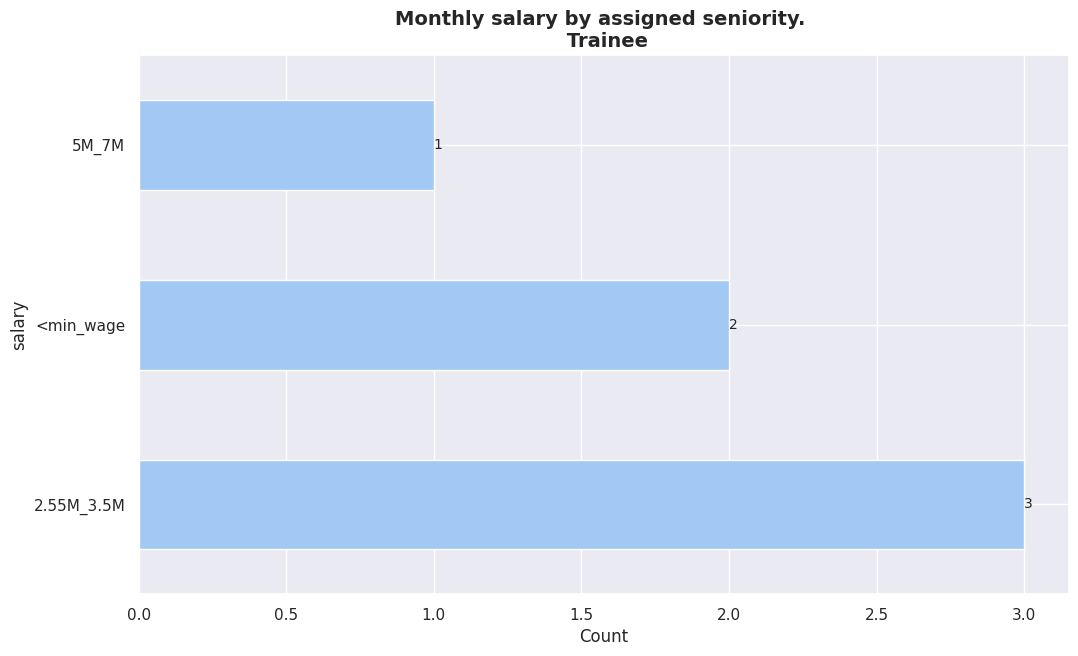 Monthly salary by assigned seniority.
Trainee
5M_7M
1
salary
<min_wage
2
2.55M_3.5M
3
0.0 0.5 1.0 1.5 2.0 2.5 3.0
Count